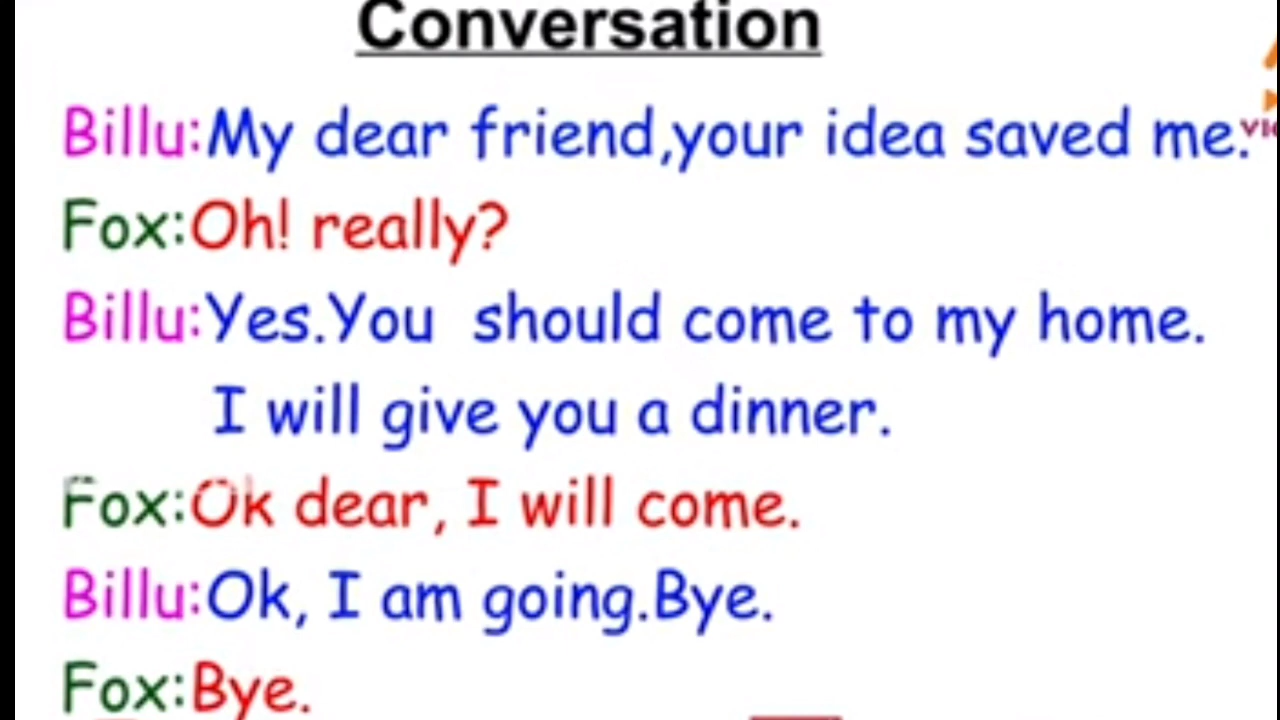 Conversation
Billu:My dear friend,your idea saved me.
Fox:Oh! really?
Billu:Yes.You should come to my home.
I will give you a dinner.
Fox:Ok dear, I will come.
Billu:Ok, I am going.Bye.
Fox:Bye.